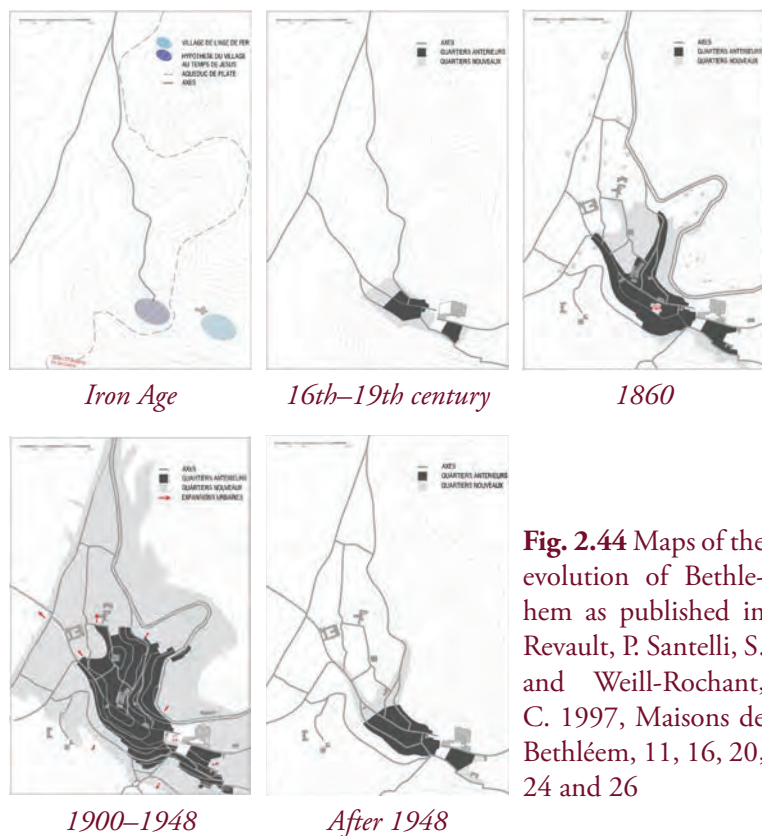 VILLAGE DE L'AGE DE FER
HYPOTHESE DU VILLAGE
AU TEMPS DE JESUS
AQUEDUC DE PILATE
AXES
Iron Age
AXES
QUARTIERS ANTERIEURS
QUARTIERS NOUVEAUX
16th–19th century
AXES
QUARTIERS ANTERIEURS
QUARTIERS NOUVEAUX
1860
AXES
QUARTIERS ANTERIEURS
QUARTIERS NOUVEAUX
EXPANSIONS URBAINES
1900–1948
AXES
QUARTIERS ANTERIEURS
QUARTIERS NOUVEAUX
After 1948
Fig. 2.44 Maps of the
evolution of Bethle-
hem as published in
Revault, P. Santelli, S.
and Weill-Rochant,
C. 1997, Maisons de
Bethléem, 11, 16, 20,
24 and 26